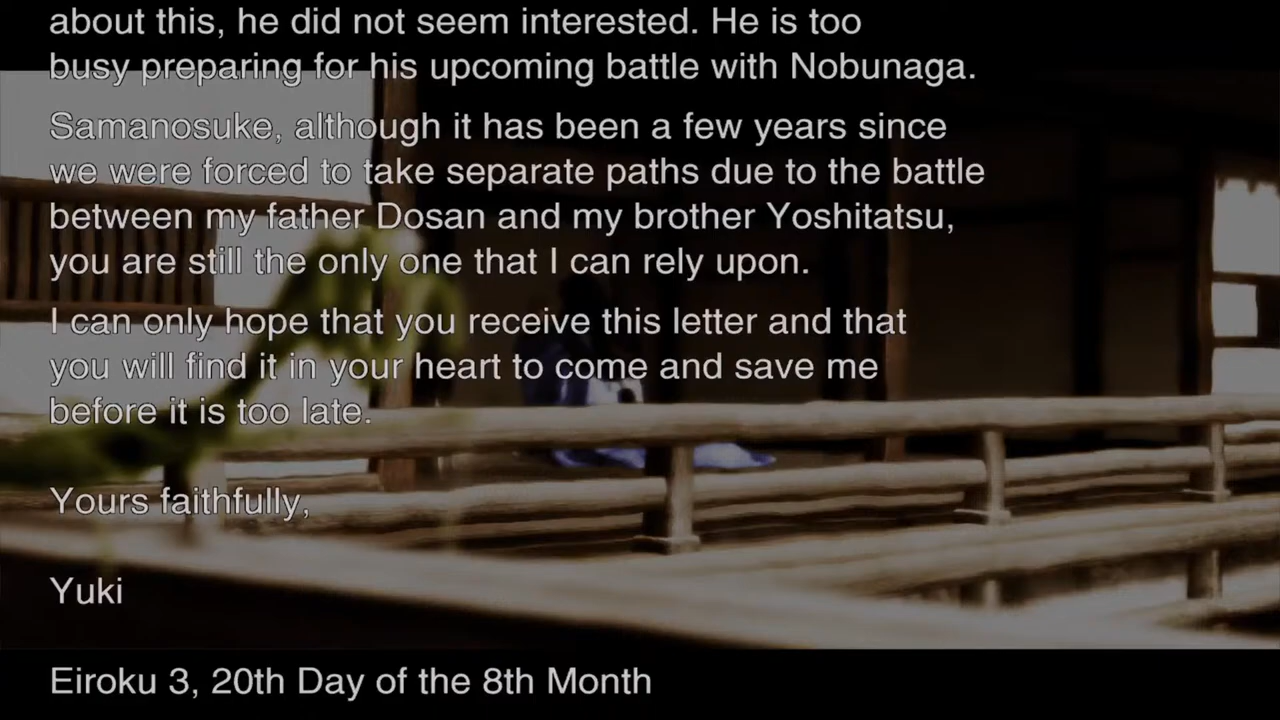 about this, he did not seem interested. He is too
busy preparing for his upcoming battle with Nobunaga.
Samanosuke, although it has been a few years since
we were forced to take separate paths due to the battle
between my father Dosan and my brother Yoshitatsu,
you are still the only one that I can rely upon.
I can only hope that you receive this letter and that
you will find it in your heart to come and save me
before it is too late.
Yours faithfully,
Yuki
Eiroku 3, 20th Day of the 8th Month